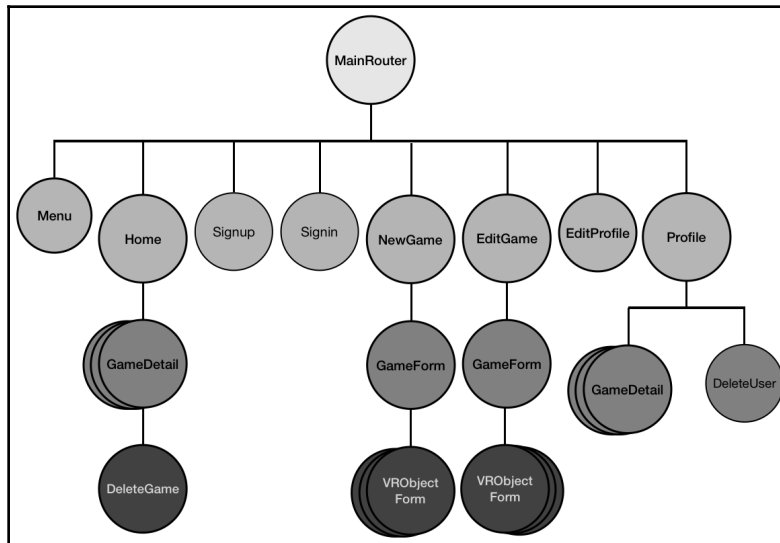 MainRouter
Menu
Home
Signup
Signin
NewGame
EditGame
EditProfile
Profile
GameDetail
GameForm
GameForm
GameDetail
DeleteUser
DeleteGame
VRObject
Form
VRObject
Form